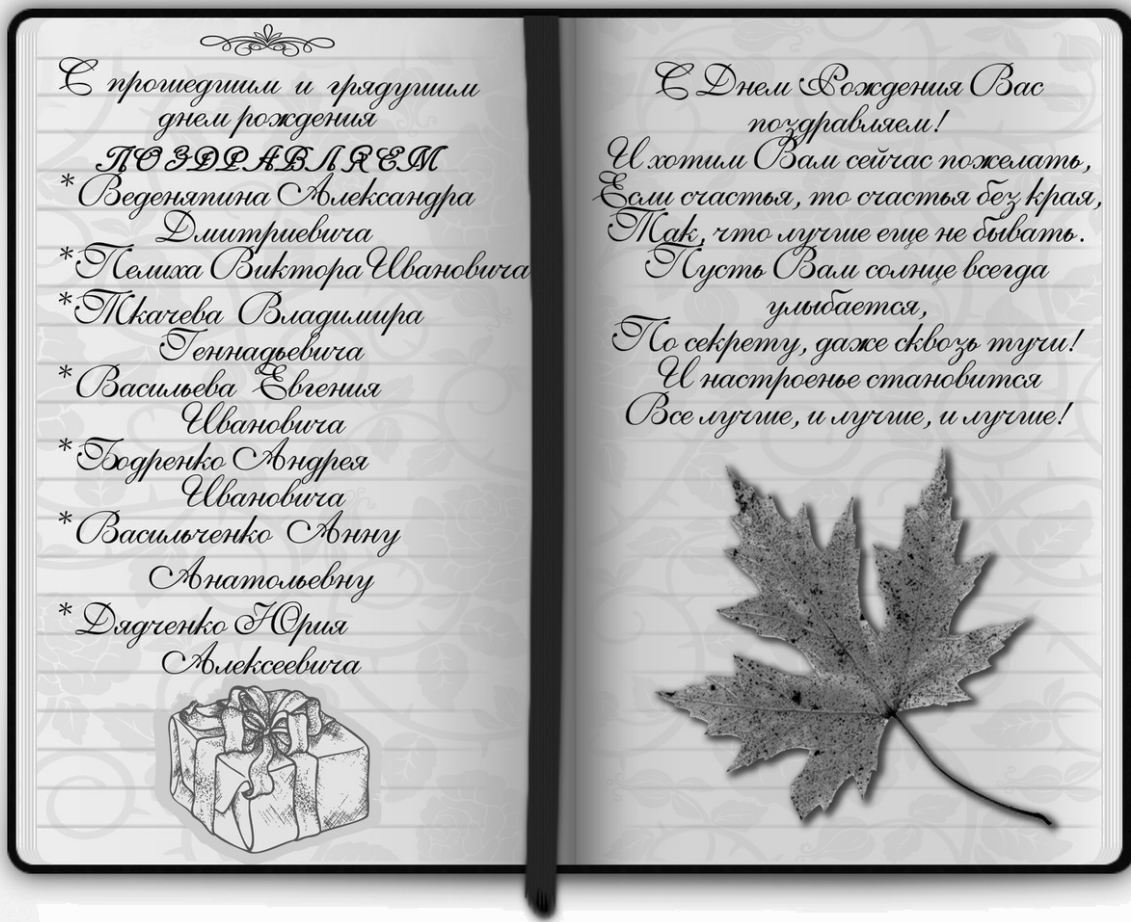 С прошедшим и грядущим
днем рождения
ПОЗДРАВЛЯЕМ
* Веденяпина Александра
Дмитриевича
* Пелиха Виктора Ивановича
* Ткачева Владимира
Геннадьевича
* Васильева Евгения
Ивановича
* Бодренко Андрея
Ивановича
* Васильченко Анну
Анатольевну
* Дядченко Юрия
Алексеевича
С Днем Рождения Вас
поздравляем!
И хотим Вам сейчас пожелать,
Если счастья, то счастья без края,
Так, что лучше еще не бывать.
Пусть Вам солнце всегда
улыбается,
По секрету, даже сквозь тучи!
И настроенье становится
Все лучше, и лучше, и лучше!